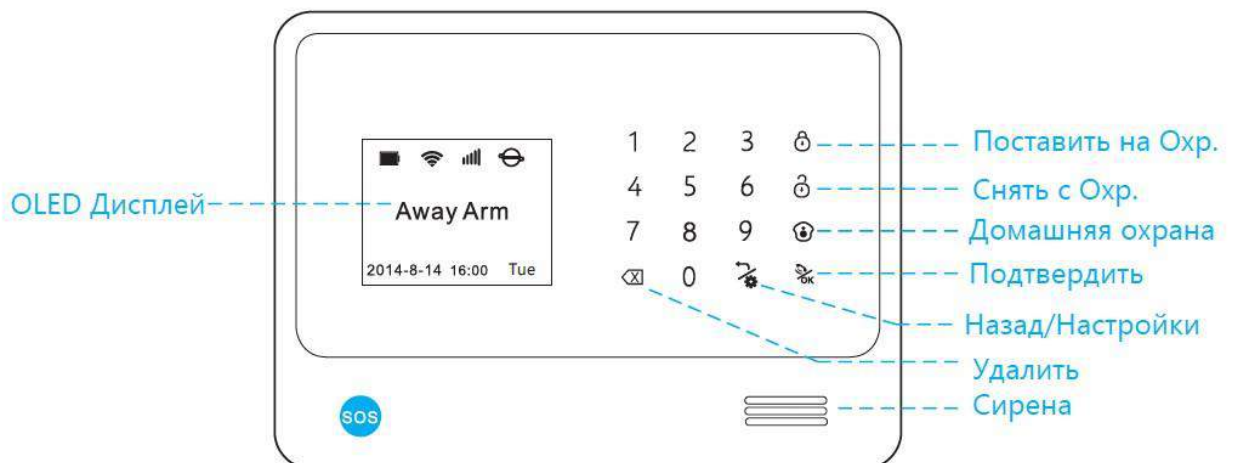 OLED Дисплей
Away Arm
2014-8-14 16:00 Tue
1 2 3
4 5 6
7 8 9
X 0 OK
Поставить на Охр.
Снять с Охр.
Домашняя охрана
Подтвердить
Назад/Настройки
Удалить
Сирена
SOS